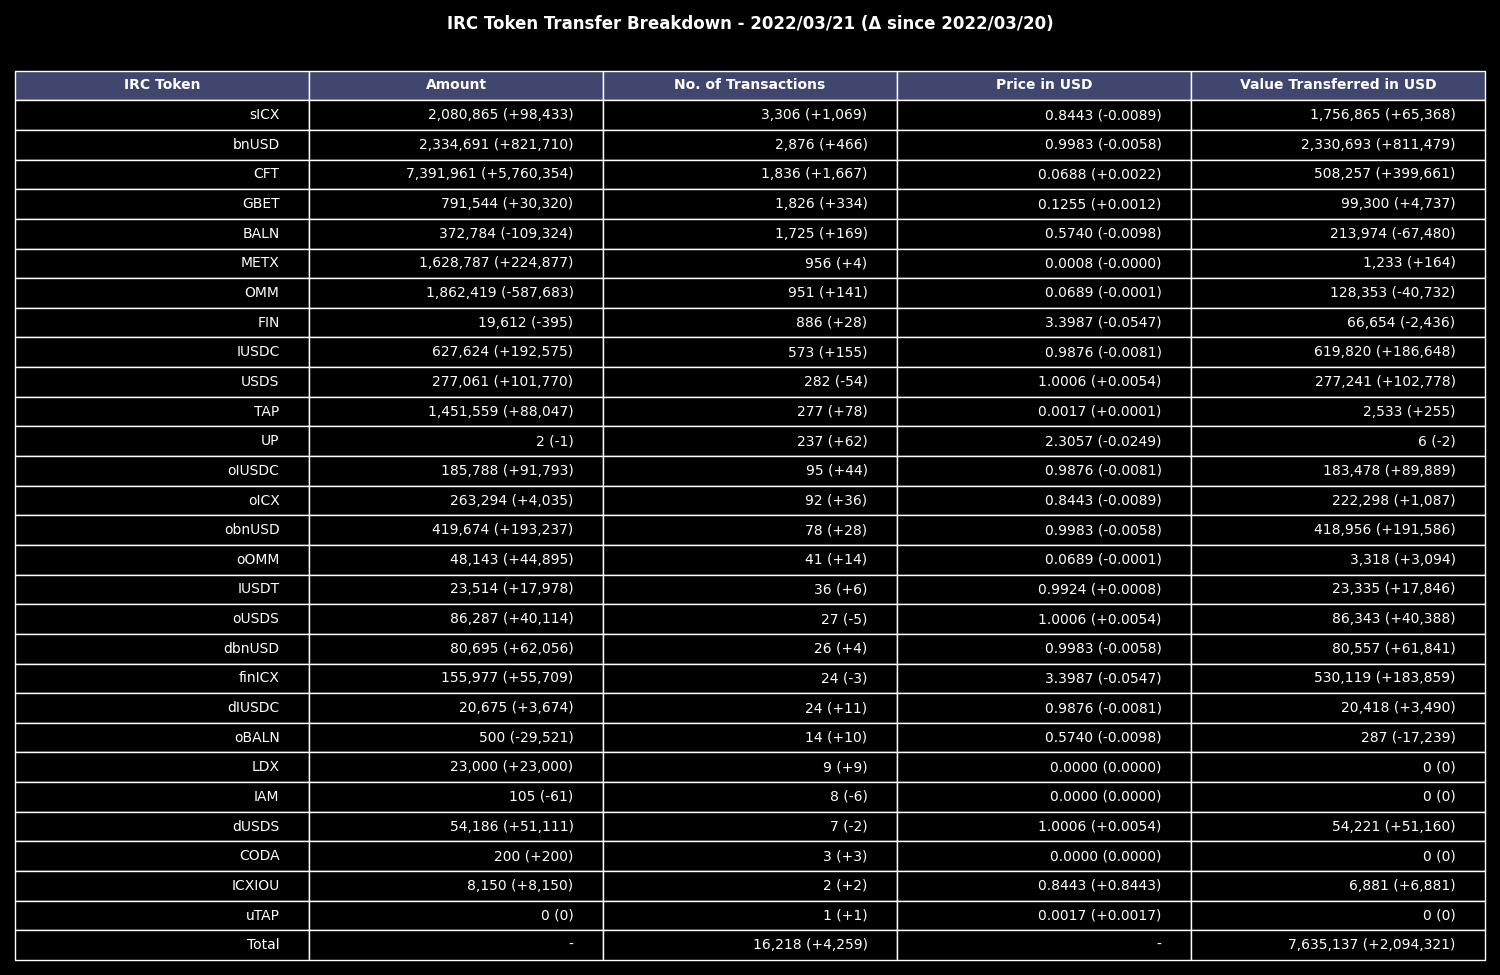 IRC Token Transfer Breakdown - 2022/03/21 (Δ since 2022/03/20)
IRC Token Amount No. of Transactions Price in USD Value Transferred in USD
sICX 2,080,865 (+98,433) 3,306 (+1,069) 0.8443 (-0.0089) 1,756,865 (+65,368)
bnUSD 2,334,691 (+821,710) 2,876 (+466) 0.9983 (-0.0058) 2,330,693 (+811,479)
CFT 7,391,961 (+5,760,354) 1,836 (+1,667) 0.0688 (+0.0022) 508,257 (+399,661)
GBET 791,544 (+30,320) 1,826 (+334) 0.1255 (+0.0012) 99,300 (+4,737)
BALN 372,784 (-109,324) 1,725 (+169) 0.5740 (-0.0098) 213,974 (-67,480)
METX 1,628,787 (+224,877) 956 (+4) 0.0008 (-0.0000) 1,233 (+164)
OMM 1,862,419 (-587,683) 951 (+141) 0.0689 (-0.0001) 128,353 (-40,732)
FIN 19,612 (-395) 886 (+28) 3.3987 (-0.0547) 66,654 (-2,436)
IUSDC 627,624 (+192,575) 573 (+155) 0.9876 (-0.0081) 619,820 (+186,648)
USDS 277,061 (+101,770) 282 (-54) 1.0006 (+0.0054) 277,241 (+102,778)
TAP 1,451,559 (+88,047) 277 (+78) 0.0017 (+0.0001) 2,533 (+255)
UP 2 (-1) 237 (+62) 2.3057 (-0.0249) 6 (-2)
oIUSDC 185,788 (+91,793) 95 (+44) 0.9876 (-0.0081) 183,478 (+89,889)
oICX 263,294 (+4,035) 92 (+36) 0.8443 (-0.0089) 222,298 (+1,087)
obnUSD 419,674 (+193,237) 78 (+28) 0.9983 (-0.0058) 418,956 (+191,586)
oOMM 48,143 (+44,895) 41 (+14) 0.0689 (-0.0001) 3,318 (+3,094)
IUSDT 23,514 (+17,978) 36 (+6) 0.9924 (+0.0008) 23,335 (+17,846)
oUSDS 86,287 (+40,114) 27 (-5) 1.0006 (+0.0054) 86,343 (+40,388)
dbnUSD 80,695 (+62,056) 26 (+4) 0.9983 (-0.0058) 80,557 (+61,841)
finICX 155,977 (+55,709) 24 (-3) 3.3987 (-0.0547) 530,119 (+183,859)
dIUSDC 20,675 (+3,674) 24 (+11) 0.9876 (-0.0081) 20,418 (+3,490)
oBALN 500 (-29,521) 14 (+10) 0.5740 (-0.0098) 287 (-17,239)
LDX 23,000 (+23,000) 9 (+9) 0.0000 (0.0000) 0 (0)
IAM 105 (-61) 8 (-6) 0.0000 (0.0000) 0 (0)
dUSDS 54,186 (+51,111) 7 (-2) 1.0006 (+0.0054) 54,221 (+51,160)
CODA 200 (+200) 3 (+3) 0.0000 (0.0000) 0 (0)
ICXIOU 8,150 (+8,150) 2 (+2) 0.8443 (+0.8443) 6,881 (+6,881)
uTAP 0 (0) 1 (+1) 0.0017 (+0.0017) 0 (0)
Total - 16,218 (+4,259) - 7,635,137 (+2,094,321)